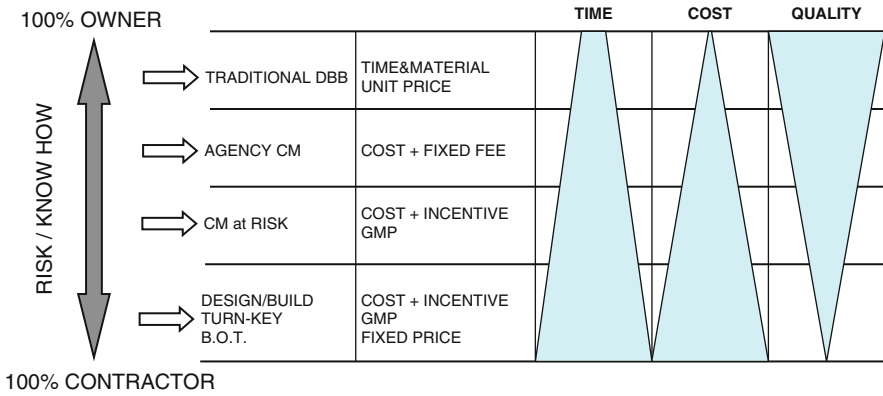 TIME COST QUALITY
100% OWNER
RISK / KNOW HOW
TRADITIONAL DBB
TIME&MATERIAL
UNIT PRICE
AGENCY CM
COST + FIXED FEE
CM at RISK
COST + INCENTIVE
GMP
DESIGN/BUILD
TURN-KEY
B.O.T.
COST + INCENTIVE
GMP
FIXED PRICE
100% CONTRACTOR